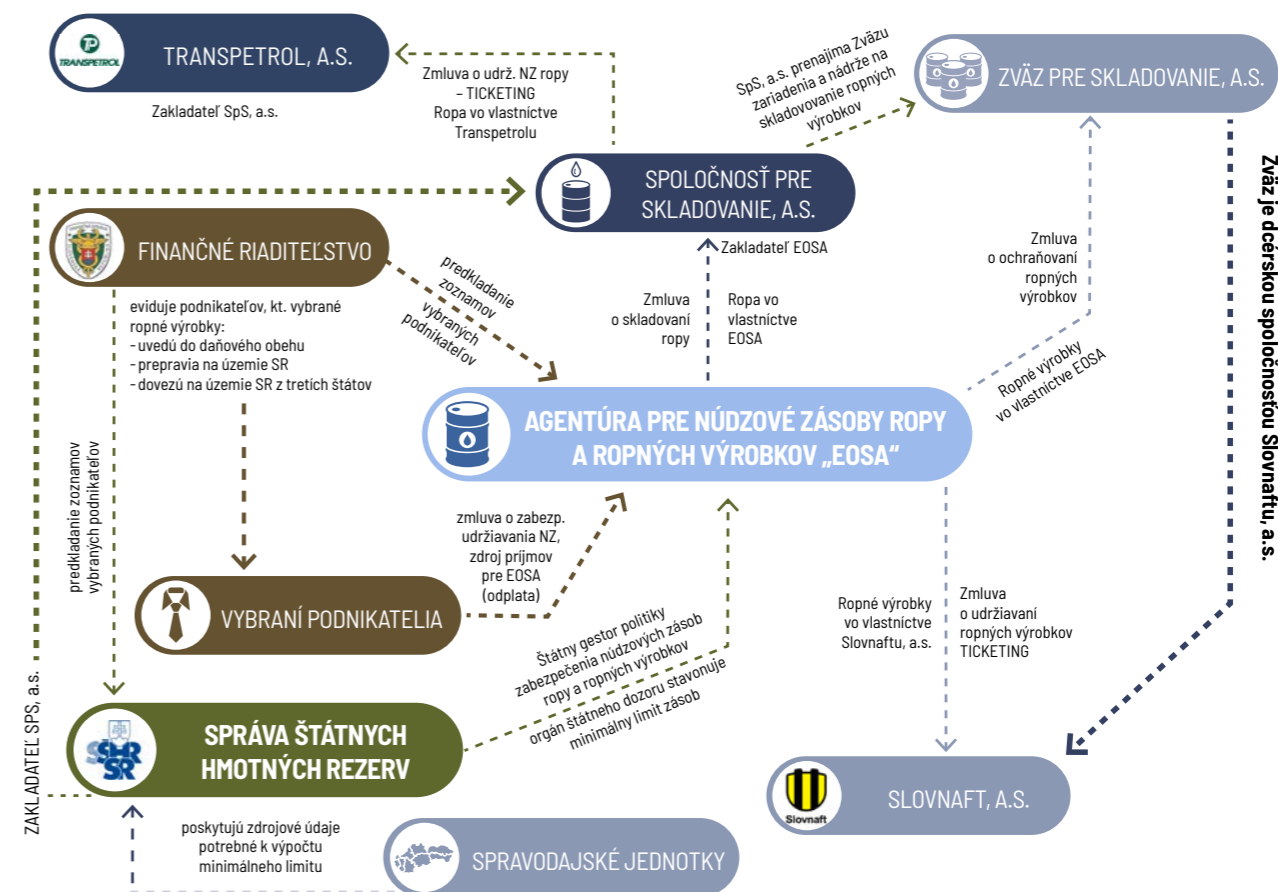 TRANSPETROL
TRANSPETROL, A.S.
Zakladateľ SpS, a.s.
Zmluva o udrž. NZ ropy
– TICKETING
Ropa vo vlastníctve
Transpetrolu
SpS, a.s. prenajíma Zväzu
zariadenia a nádrže na
skladovovanie ropných
výrobkov
ZVÄZ PRE SKLADOVANIE, A.S.
SPOLOČNOSŤ PRE
SKLADOVANIE, A.S.
Zakladateľ EOSA
FINANČNÉ RIADITEĽSTVO
eviduje podnikateľov, kt. vybrané
ropné výrobky:
- uvedú do daňového obehu
- prepravia na územie SR
- dovezú na územie SR z tretích štátov
predkladanie
zoznamov
vybraných
podnikateľov
Zmluva
o skladovaní
ropy
Ropa vo
vlastníctve
EOSA
Zmluva
o ochraňovaní
ropných
výrobkov
Ropné výrobky
vo vlastníctve EOSA
Zväz je dcérskou spoločnosťou Slovnaftu, a.s.
AGENTÚRA PRE NÚDZOVÉ ZÁSOBY ROPY
A ROPNÝCH VÝROBKOV „EOSA“
predkladanie zoznamov
vybraných podnikateľov
zmluva o zabezp.
udržiavania NZ,
zdroj príjmov
pre EOSA
(odplata)
VYBRANÍ PODNIKATELIA
Štátny gestor politiky
zabezpečenia núdzových zásob
ropy a ropných výrobkov
orgán štátneho dozoru stavonuje
minimálny limit zásob
Ropné výrobky
vo vlastníctve
Slovnaftu, a.s.
Zmluva
o udržiavaní
ropných výrobkov
TICKETING
ZAKLADATEĽ SPS, a.s.
SŠHR
SR
SPRÁVA ŠTÁTNYCH
HMOTNÝCH REZERV
Slovnaft
SLOVNAFT, A.S.
poskytujú zdrojové údaje
potrebné k výpočtu
minimálneho limitu
SPRAVODAJSKÉ JEDNOTKY